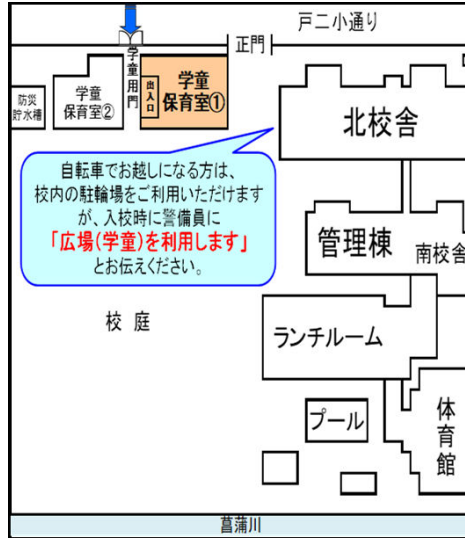 戸二小通り
正門
学童用門
防災
貯水槽
学童
保育室②
出入口
学童
保育室①
北校舎
自転車でお越しになる方は、
校内の駐輪場をご利用いただけます
が、入校時に警備員に
「広場(学童)を利用します」
とお伝えください。
管理棟
南校舎
校庭
ランチルーム
プール
体育館
菖蒲川